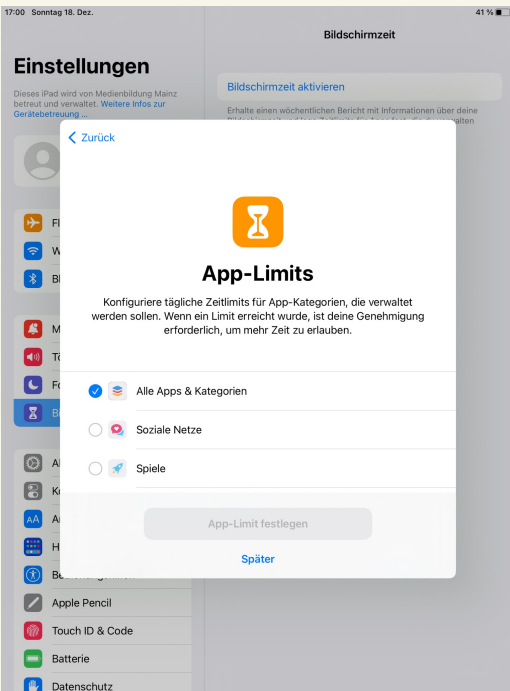 17:00 Sonntag 18. Dez.
41 %
Bildschirmzeit
Einstellungen
Dieses iPad wird von Medienbildung Mainz
betreut und verwaltet. Weitere Infos zur
Gerätebetreuung ...
Bildschirmzeit aktivieren
Erhalte einen wöchentlichen Bericht mit Informationen über deine
Zurück
App-Limits
Konfiguriere tägliche Zeitlimits für App-Kategorien, die verwaltet
werden sollen. Wenn ein Limit erreicht wurde, ist deine Genehmigung
erforderlich, um mehr Zeit zu erlauben.
Alle Apps & Kategorien
Soziale Netze
Spiele
App-Limit festlegen
Später
Apple Pencil
Touch ID & Code
Batterie
Datenschutz